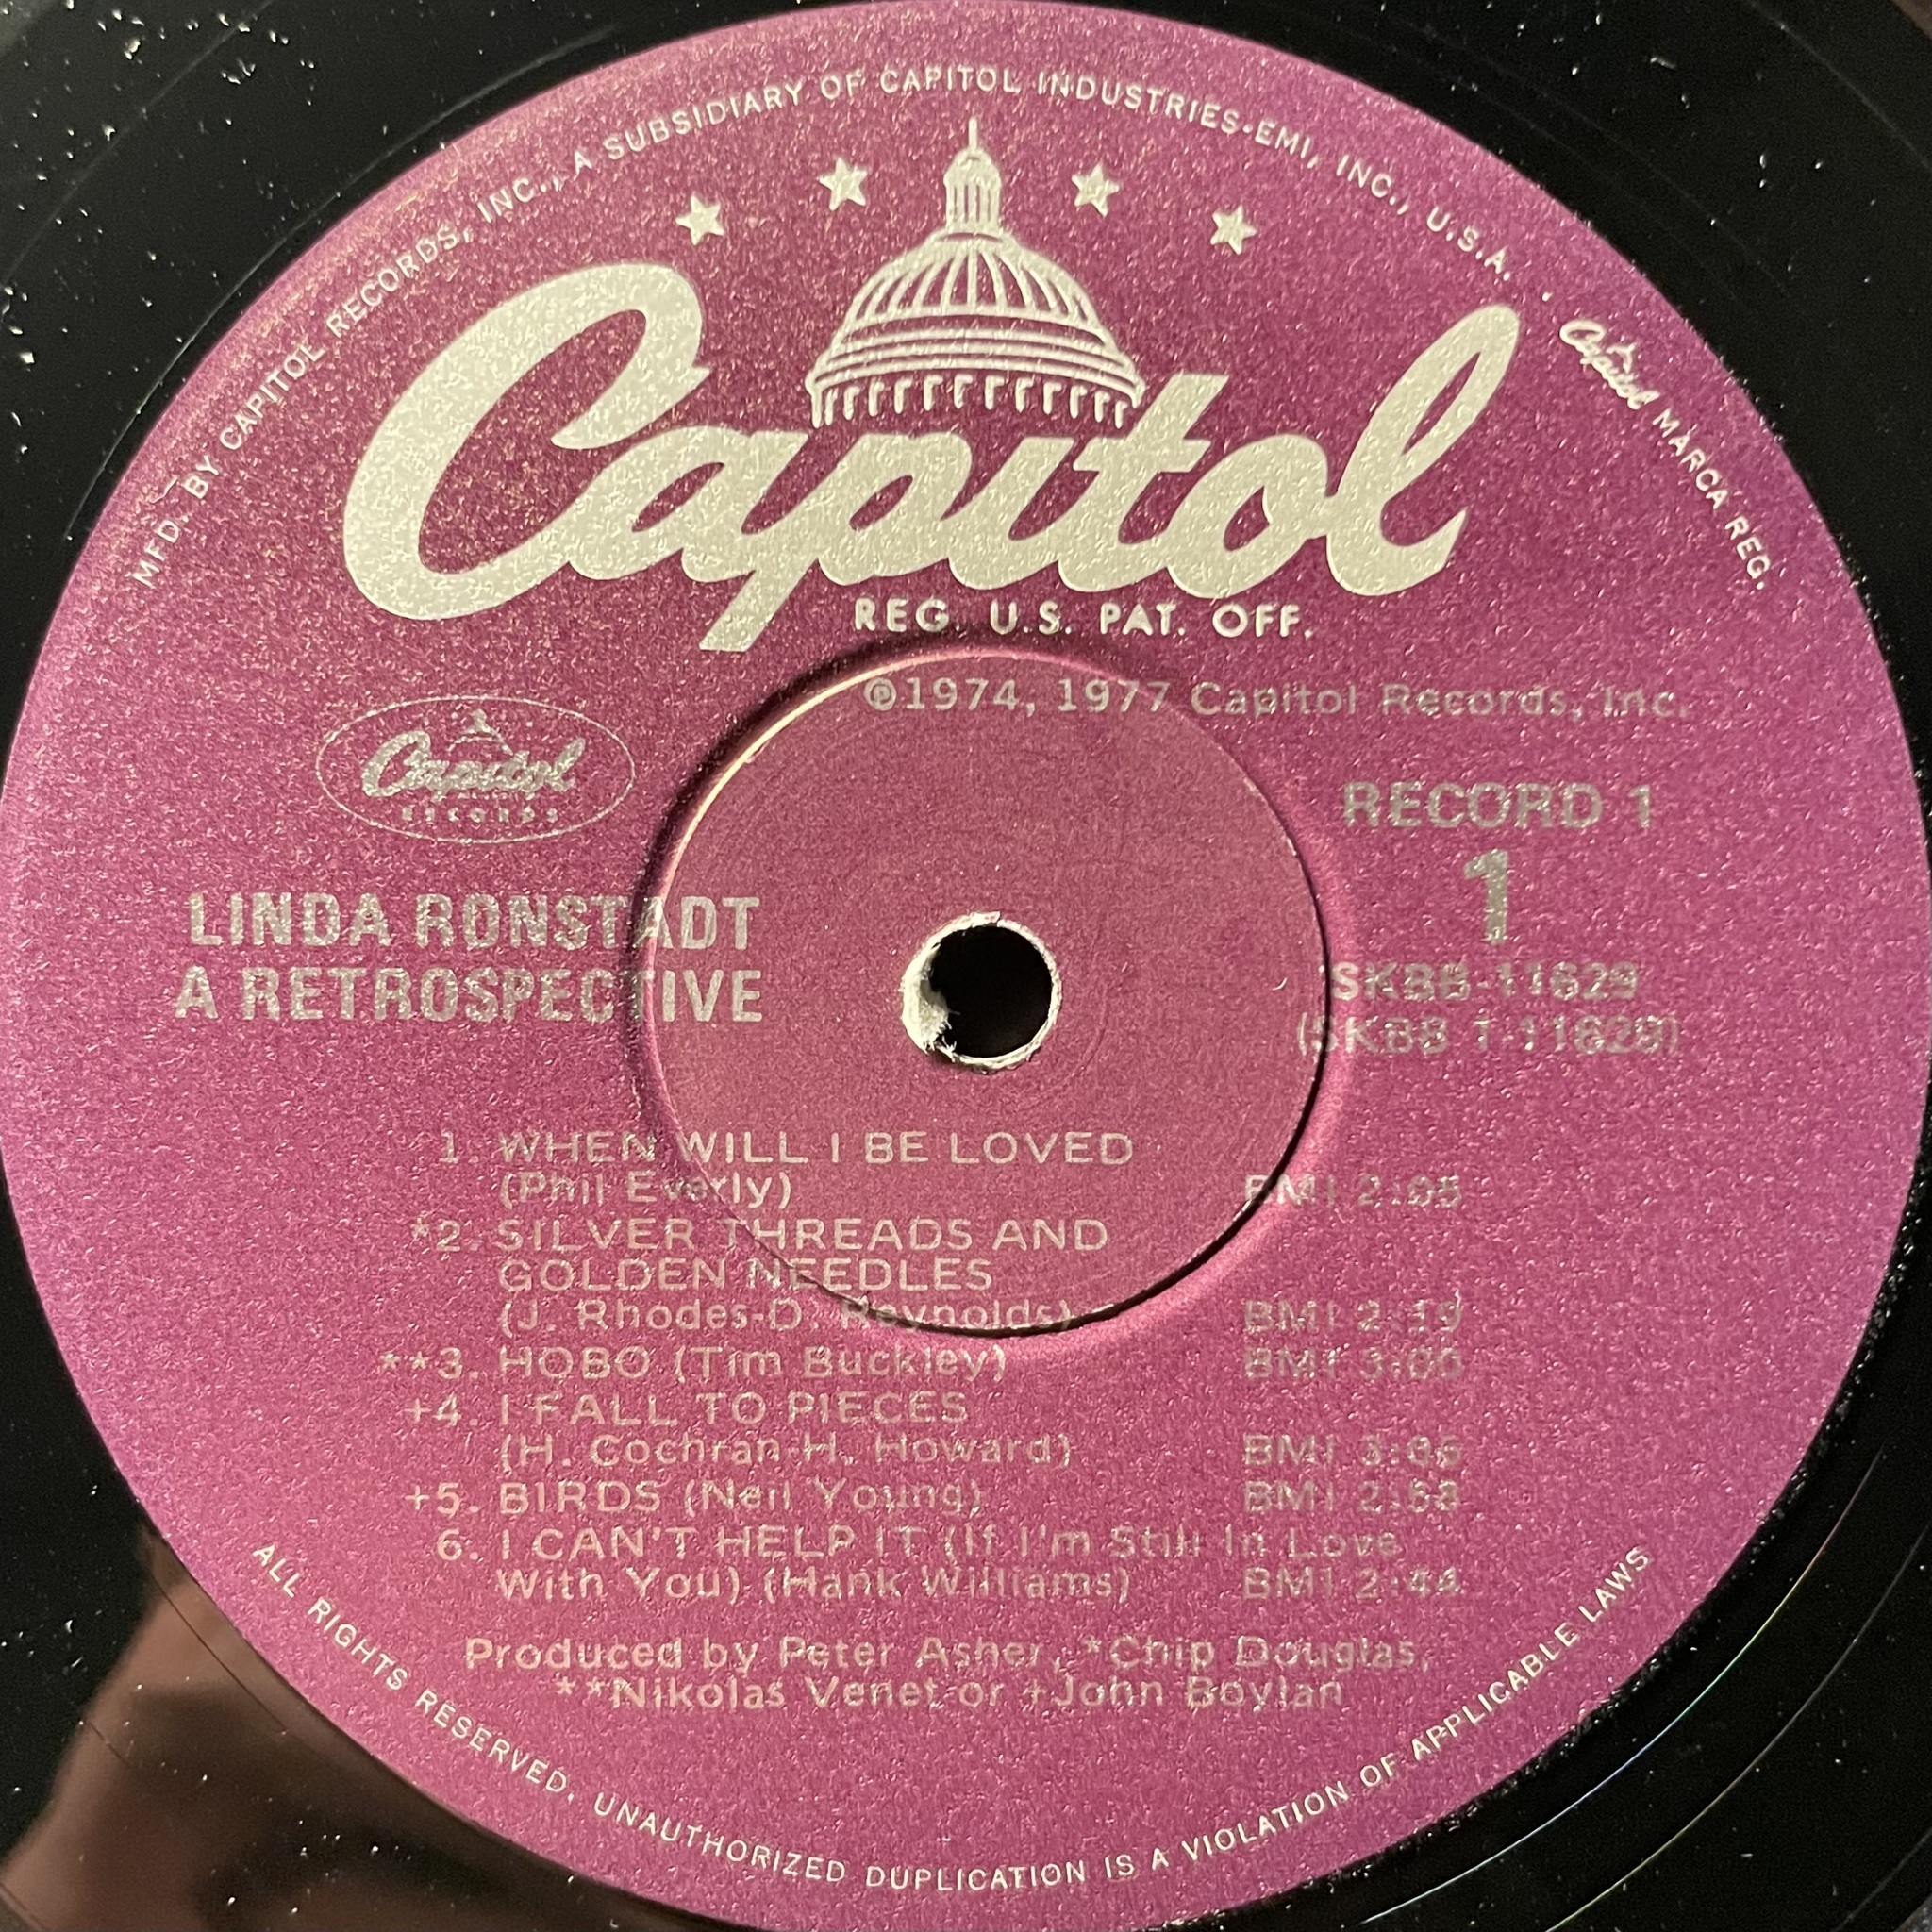 MFD. BY CAPITOL RECORDS, INC., A SUBSIDIARY OF CAPITOL INDUSTRIES-EMI, INC., U.S.A. . Capitol MARCA REG.
Capitol
REG. U.S. PAT. OFF.
℗1974, 1977 Capitol Records, Inc.
Capitol
RECORDS
RECORD 1
1
LINDA RONSTADT
A RETROSPECTIVE
SKBB-11629
(SKBB 1-11629)
1. WHEN WILL I BE LOVED
(Phil Everly) BMI 2:05
*2. SILVER THREADS AND
GOLDEN NEEDLES
(J. Rhodes-D. Reynolds) BMI 2:19
**3. HOBO (Tim Buckley) BMI 3:00
+4. I FALL TO PIECES
(H. Cochran-H. Howard) BMI 3:05
+5. BIRDS (Neil Young) BMI
6. I CAN'T HELP IT (If I'm Still In Love
With You) (Hank Williams) BMI 2:44
Produced by Peter Asher, *Chip Douglas,
**Nikolas Venet or +John Boylan
ALL RIGHTS RESERVED. UNAUTHORIZED DUPLICATION IS A VIOLATION OF APPLICABLE LAWS